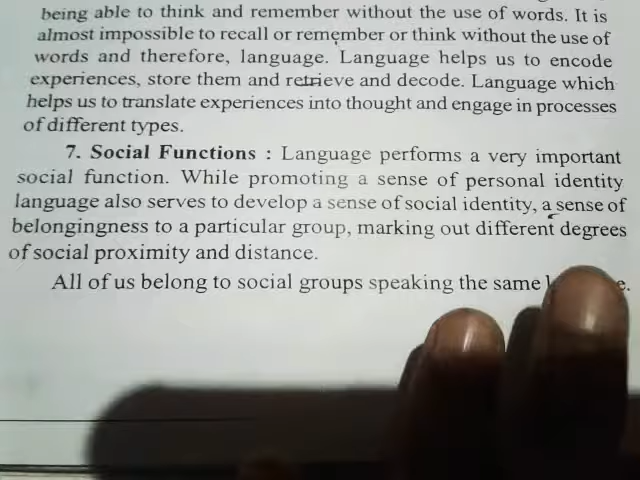 being able to think and remember without the use of words. It is
almost impossible to recall or remember or think without the use of
words and therefore, language. Language helps us to encode
experiences, store them and retrieve and decode. Language which
helps us to translate experiences into thought and engage in processes
of different types.
7. Social Functions : Language performs a very important
social function. While promoting a sense of personal identity
language also serves to develop a sense of social identity, a sense of
belongingness to a particular group, marking out different degrees
of social proximity and distance.
All of us belong to social groups speaking the same